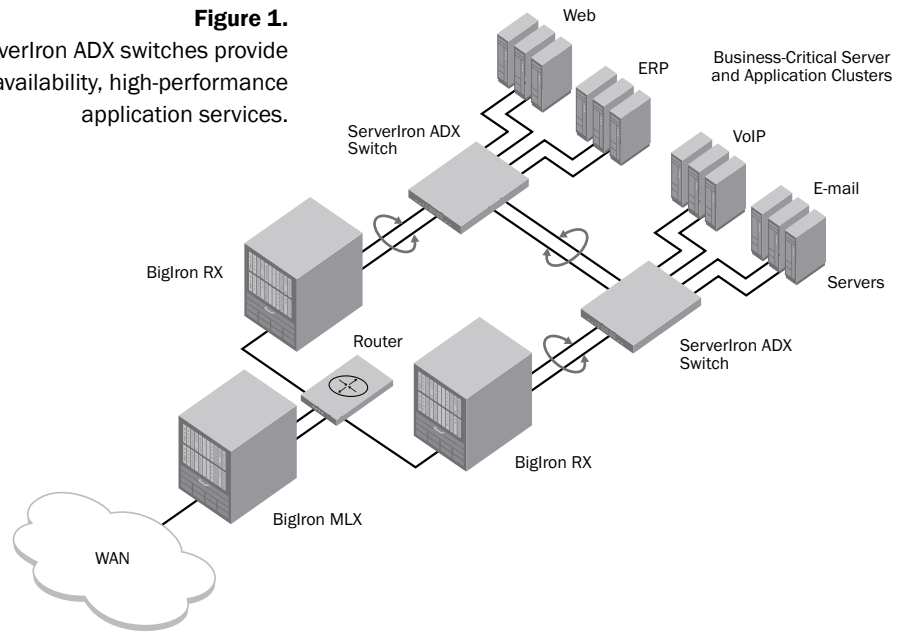 Figure 1.
verIron ADX switches provide
availability, high-performance
application services.
Web
ERP
Business-Critical Server
and Application Clusters
ServerIron ADX
Switch
VoIP
E-mail
BigIron RX
Servers
Router
ServerIron ADX
Switch
BigIron RX
BigIron MLX
WAN